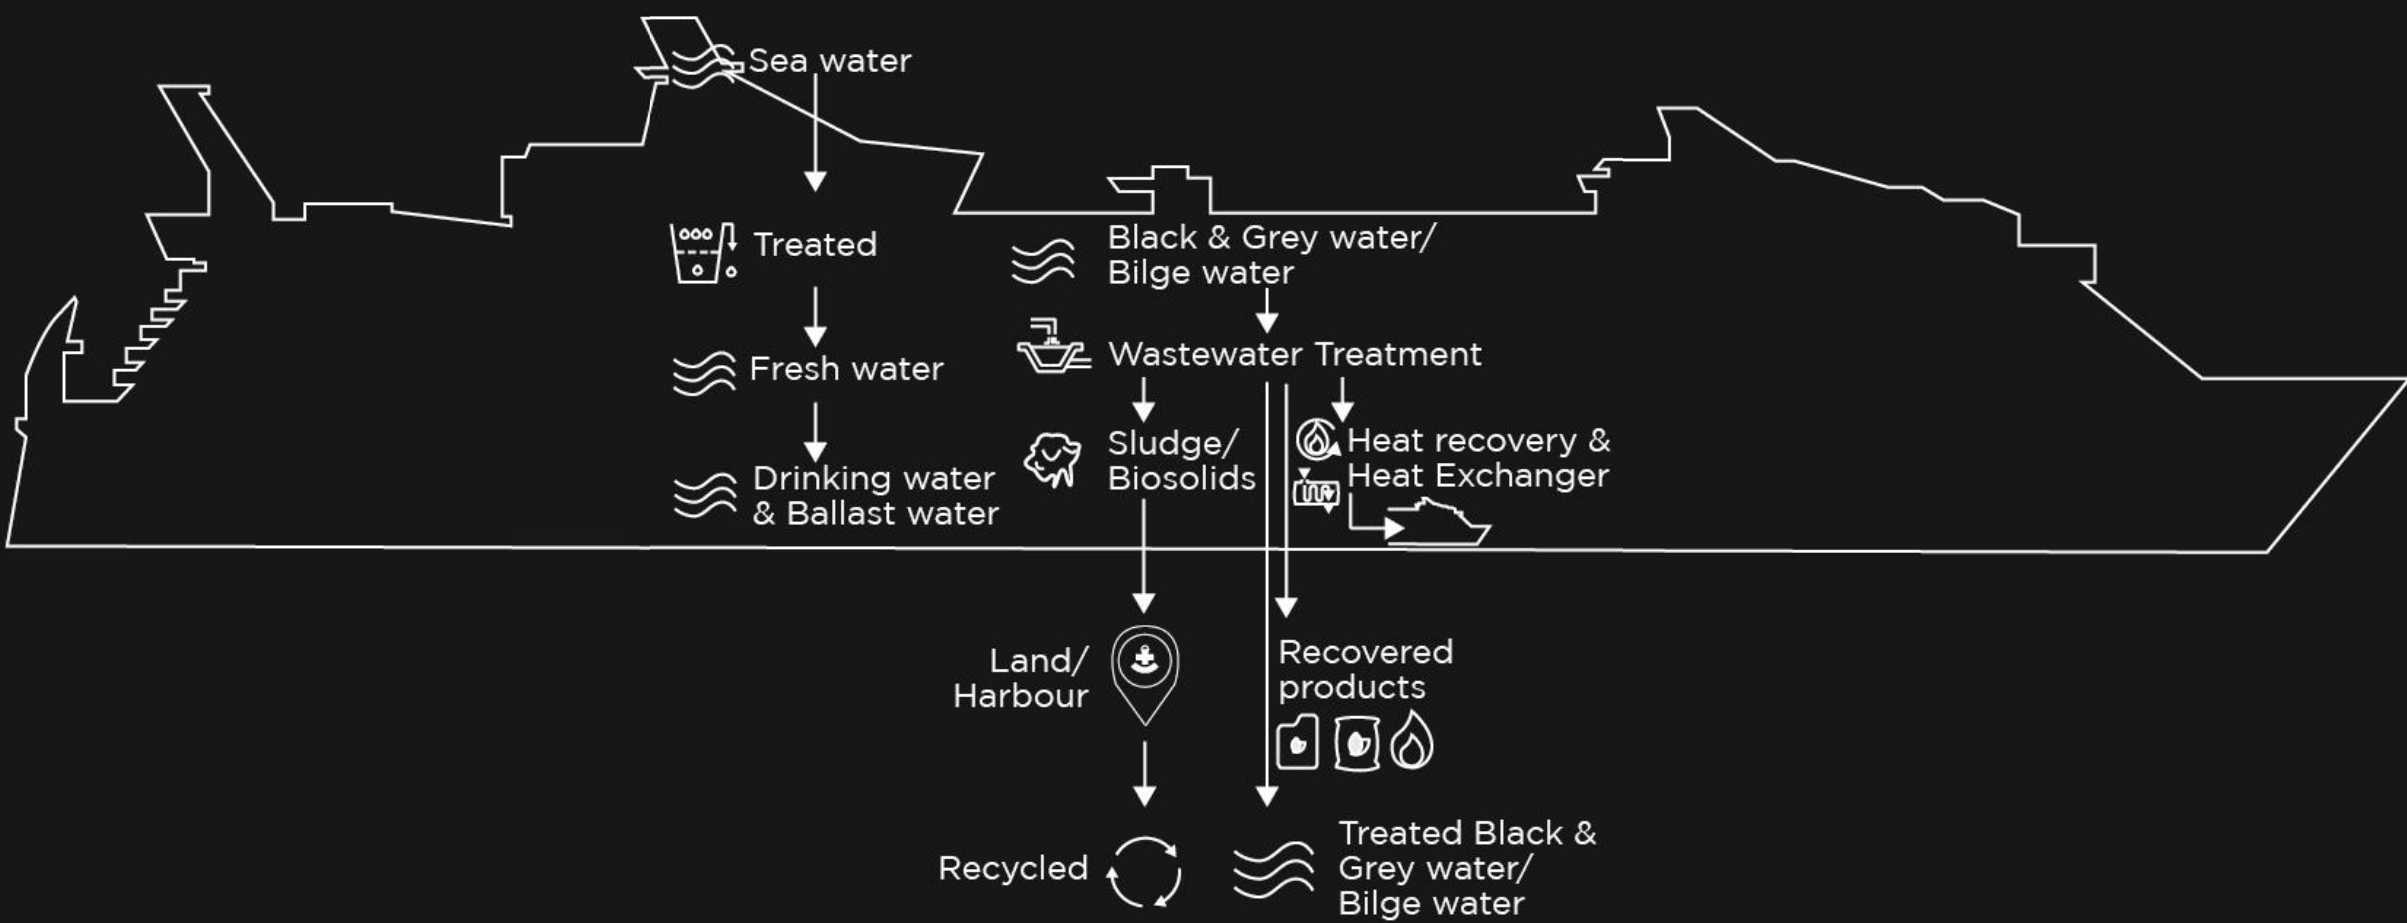 Sea water
Treated
Fresh water
Drinking water
& Ballast water
Black & Grey water/
Bilge water
Wastewater Treatment
Sludge/
Biosolids
Heat recovery &
Heat Exchanger
Land/
Harbour
Recovered
products
Recycled
Treated Black &
Grey water/
Bilge water